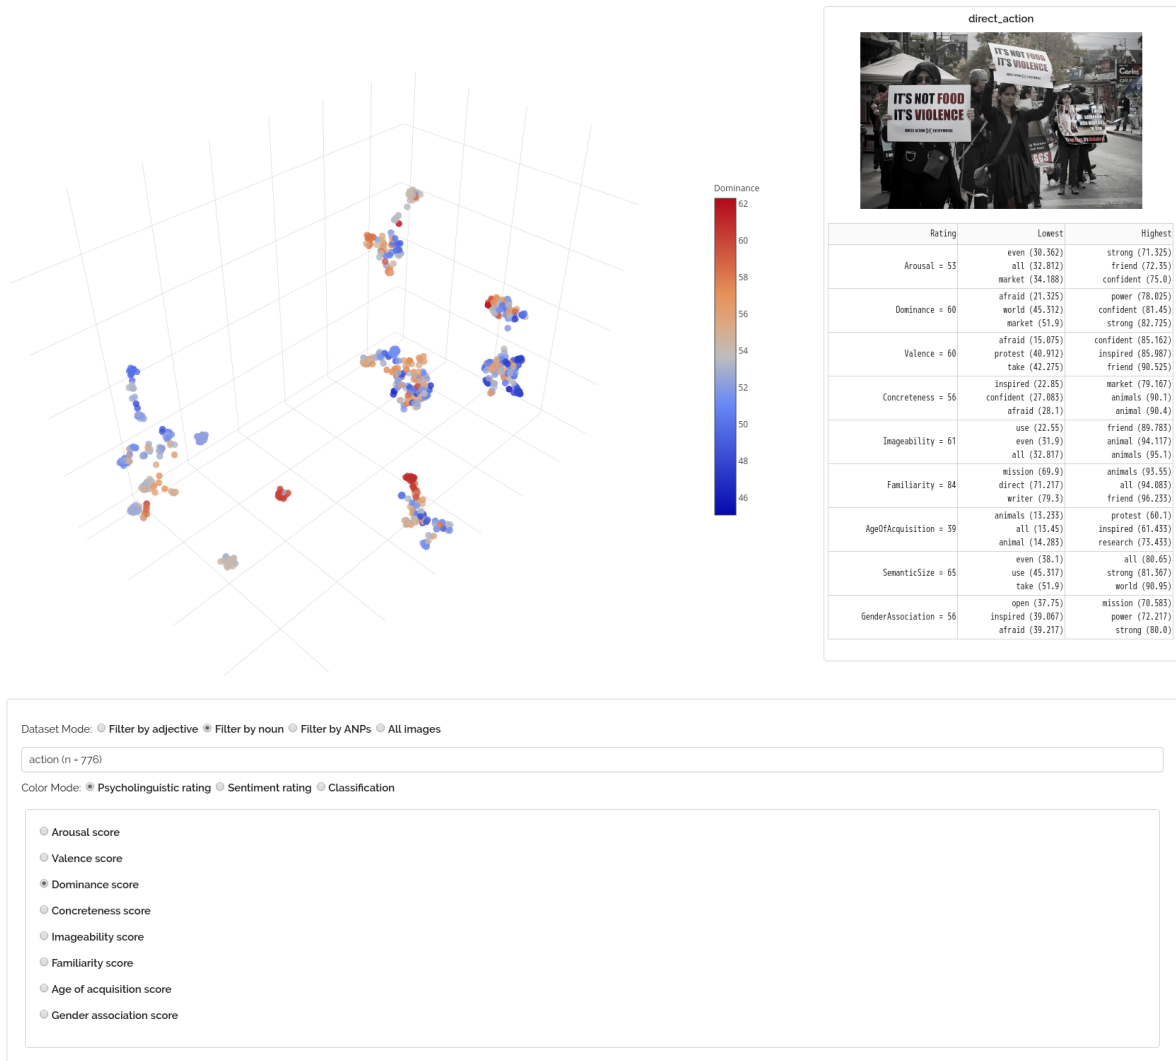 direct_action
IT'S NOT FOOD
IT'S VIOLENCE
IT'S NOT FOOD
IT'S VIOLENCE
DIRECT ACTION EVERYWHERE
Dominance
62
60
58
56
54
52
50
48
46
Rating Lowest Highest
Arousal = 53
even (30.362) strong (71.325)
all (32.812) friend (72.35)
market (34.188) confident (75.0)
Dominance = 60
afraid (21.325) power (78.025)
world (45.312) confident (81.45)
market (51.9) strong (82.725)
Valence = 60
afraid (15.075) confident (85.162)
protest (40.912) inspired (85.987)
take (42.275) friend (90.525)
Concreteness = 56
inspired (22.85) market (79.167)
confident (27.083) animals (90.1)
afraid (28.1) animal (90.4)
Imageability = 61
use (22.55) friend (89.783)
even (31.9) animal (94.117)
all (32.817) animals (95.1)
Familiarity = 84
mission (69.9) animals (93.55)
direct (71.217) all (94.083)
writer (79.3) friend (96.233)
AgeOfAcquisition = 39
animals (13.233) protest (60.1)
all (13.45) inspired (61.433)
animal (14.283) research (73.433)
SemanticSize = 65
even (38.1) all (80.65)
use (45.317) strong (81.367)
take (51.9) world (90.95)
GenderAssociation = 56
open (37.75) mission (70.583)
inspired (39.067) power (72.217)
afraid (39.217) strong (80.0)
Dataset Mode: Filter by adjective Filter by noun Filter by ANPs All images
action (n = 776)
Color Mode: Psycholinguistic rating Sentiment rating Classification
Arousal score
Valence score
Dominance score
Concreteness score
Imageability score
Familiarity score
Age of acquisition score
Gender association score